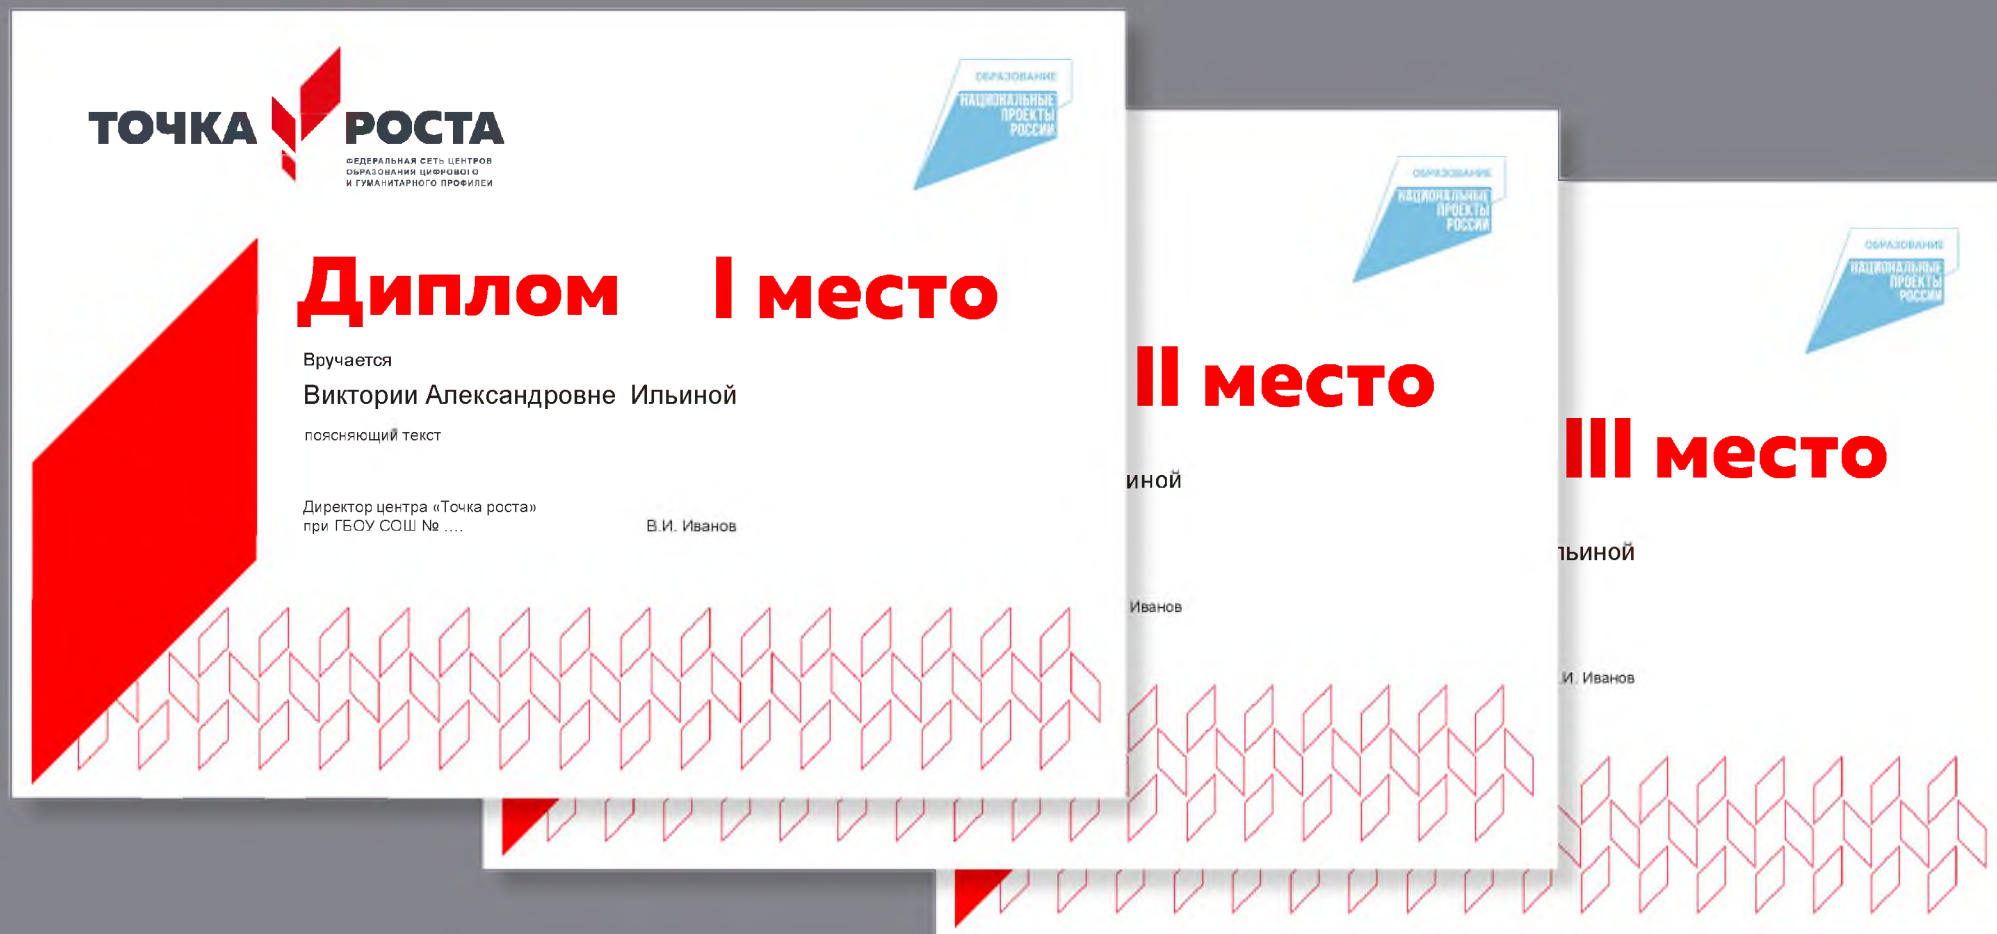 ТОЧКА РОСТА
ФЕДЕРАЛЬНАЯ СЕТЬ ЦЕНТРОВ
ОБРАЗОВАНИЯ ЦИФРОВОГО
И ГУМАНИТАРНОГО ПРОФИЛЕЙ
ОБРАЗОВАНИЕ
НАЦИОНАЛЬНЫЕ
ПРОЕКТЫ
РОССИИ
Диплом I место
Вручается
Виктории Александровне Ильиной
поясняющий текст
Директор центра «Точка роста»
при ГБОУ СОШ № ....
В.И. Иванов
ОБРАЗОВАНИЕ
НАЦИОНАЛЬНЫЕ
ПРОЕКТЫ
РОССИИ
II место
иной
Иванов
ОБРАЗОВАНИЕ
НАЦИОНАЛЬНЫЕ
ПРОЕКТЫ
РОССИИ
III место
льиной
.И. Иванов